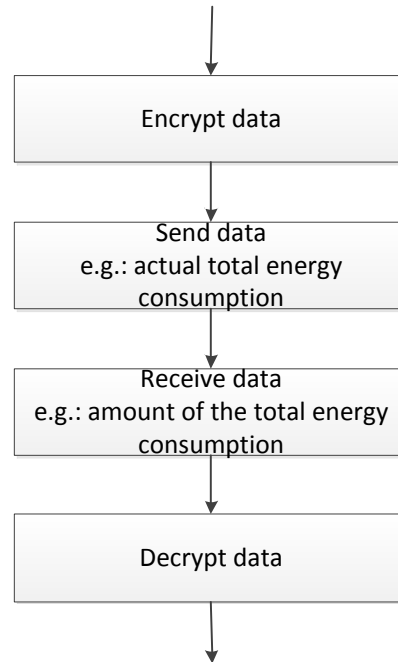 Encrypt data
Send data
e.g.: actual total energy
consumption
Receive data
e.g.: amount of the total energy
consumption
Decrypt data